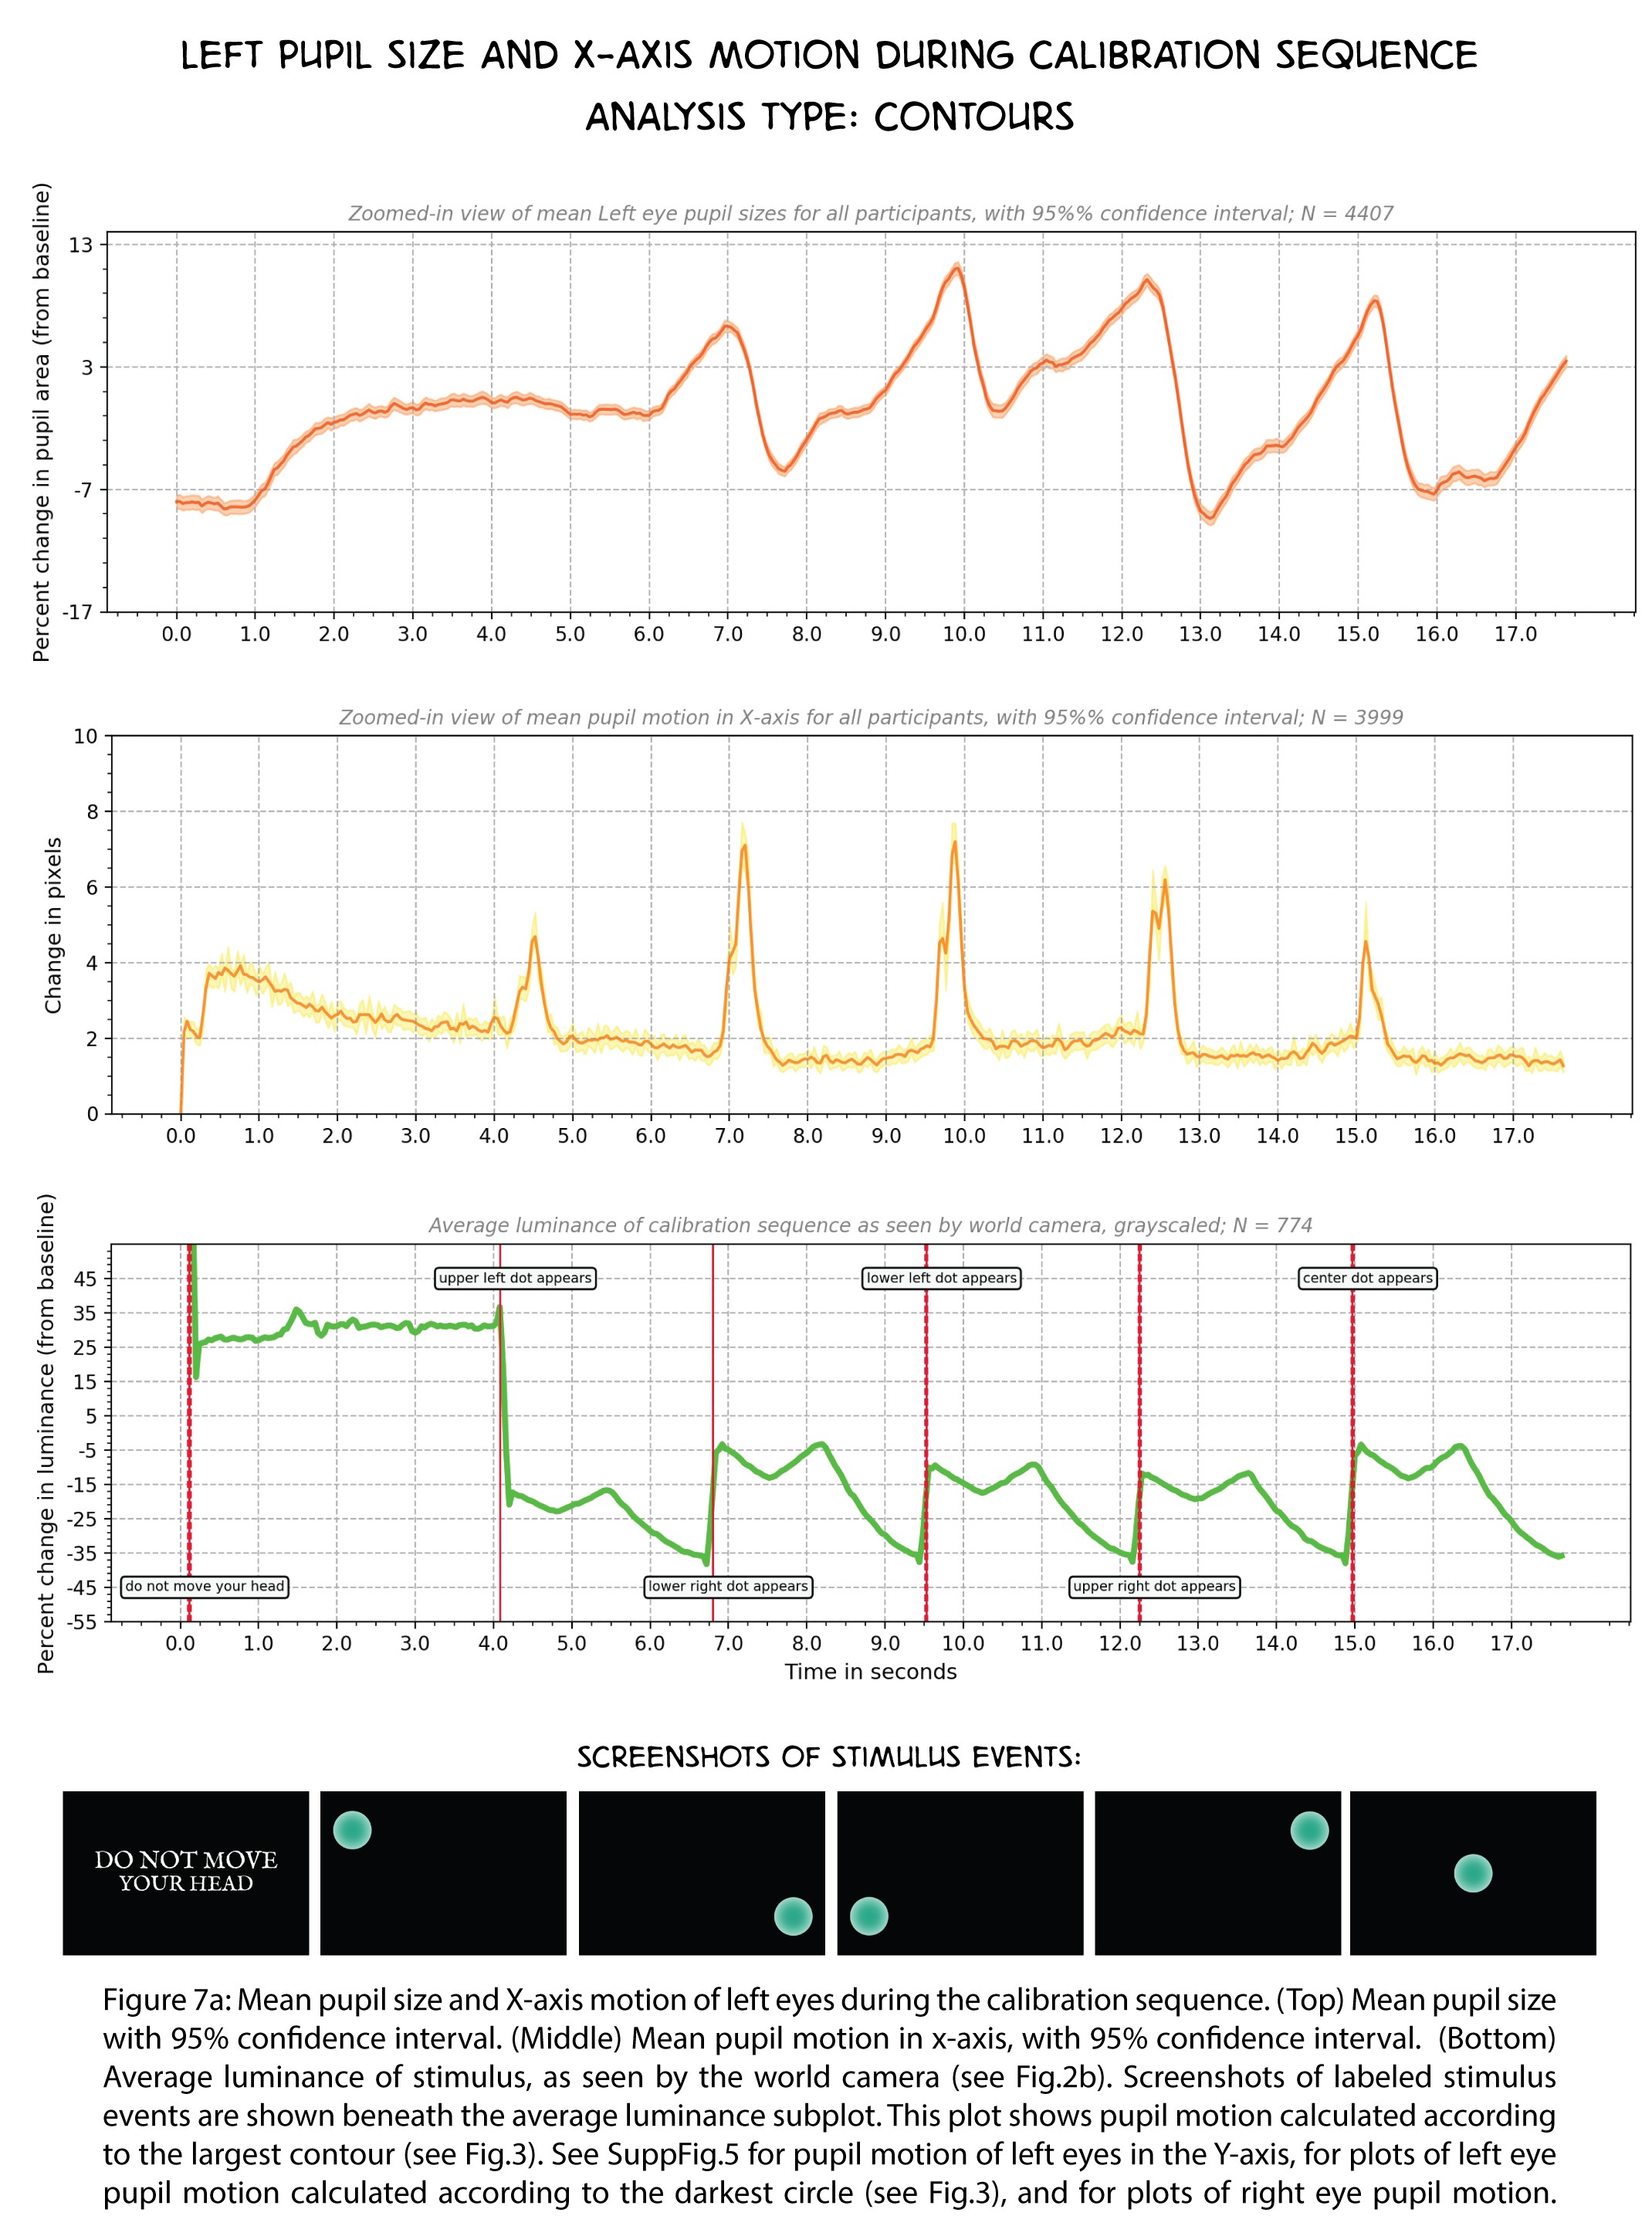 LEFT PUPIL SIZE AND X-AXIS MOTION DURING CALIBRATION SEQUENCE
ANALYSIS TYPE: CONTOURS
Zoomed-in view of mean Left eye pupil sizes for all participants, with 95%% confidence interval; N = 4407
Percent change in pupil area (from baseline)
13
3
-7
-17
0.0 1.0 2.0 3.0 4.0 5.0 6.0 7.0 8.0 9.0 10.0 11.0 12.0 13.0 14.0 15.0 16.0 17.0
Zoomed-in view of mean pupil motion in X-axis for all participants, with 95%% confidence interval; N = 3999
Change in pixels
10
8
6
4
2
0
0.0 1.0 2.0 3.0 4.0 5.0 6.0 7.0 8.0 9.0 10.0 11.0 12.0 13.0 14.0 15.0 16.0 17.0
Average luminance of calibration sequence as seen by world camera, grayscaled; N = 774
Percent change in luminance (from baseline)
45
35
25
15
5
-5
-15
-25
-35
-45
-55
upper left dot appears
lower left dot appears
center dot appears
do not move your head
lower right dot appears
upper right dot appears
0.0 1.0 2.0 3.0 4.0 5.0 6.0 7.0 8.0 9.0 10.0 11.0 12.0 13.0 14.0 15.0 16.0 17.0
Time in seconds
SCREENSHOTS OF STIMULUS EVENTS:
DO NOT MOVE
YOUR HEAD
Figure 7a: Mean pupil size and X-axis motion of left eyes during the calibration sequence. (Top) Mean pupil size
with 95% confidence interval. (Middle) Mean pupil motion in x-axis, with 95% confidence interval. (Bottom)
Average luminance of stimulus, as seen by the world camera (see Fig.2b). Screenshots of labeled stimulus
events are shown beneath the average luminance subplot. This plot shows pupil motion calculated according
to the largest contour (see Fig.3). See SuppFig.5 for pupil motion of left eyes in the Y-axis, for plots of left eye
pupil motion calculated according to the darkest circle (see Fig.3), and for plots of right eye pupil motion.